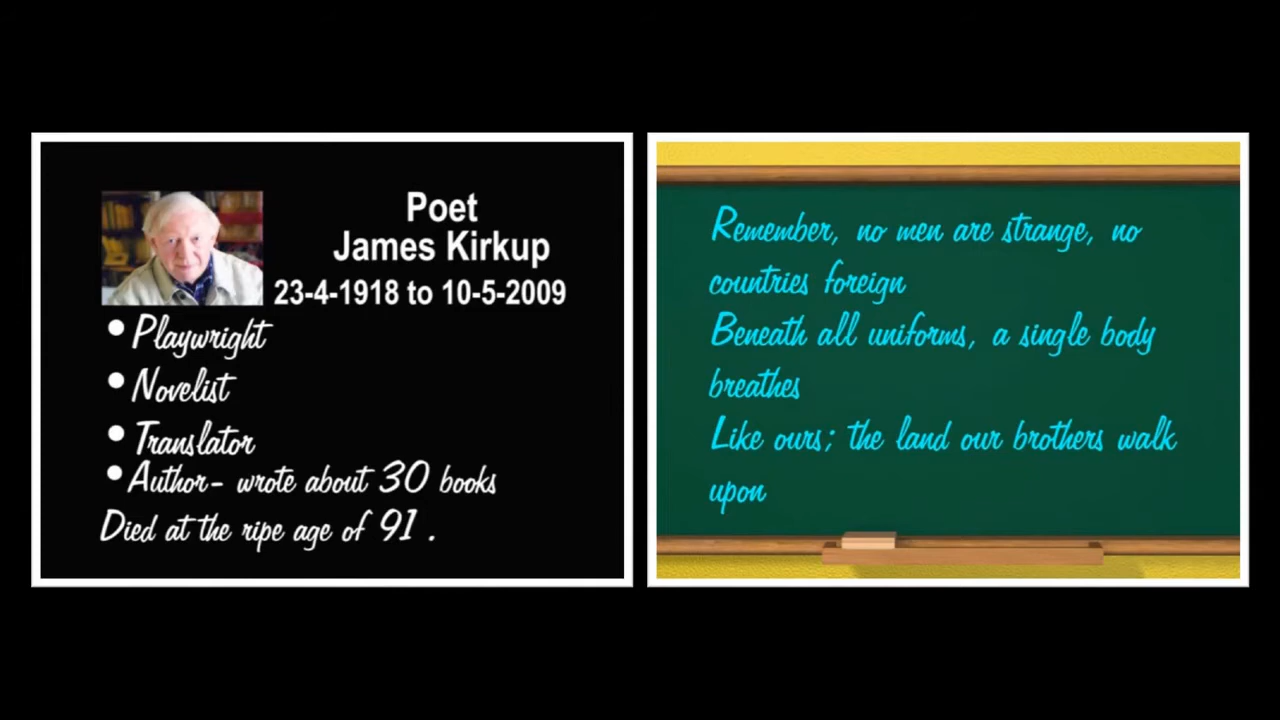 Poet
James Kirkup
23-4-1918 to 10-5-2009
• Playwright
• Novelist
• Translator
• Author- wrote about 30 books
Died at the ripe age of 91 .
Remember, no men are strange, no
countries foreign
Beneath all uniforms, a single body
breathes
Like ours; the land our brothers walk
upon